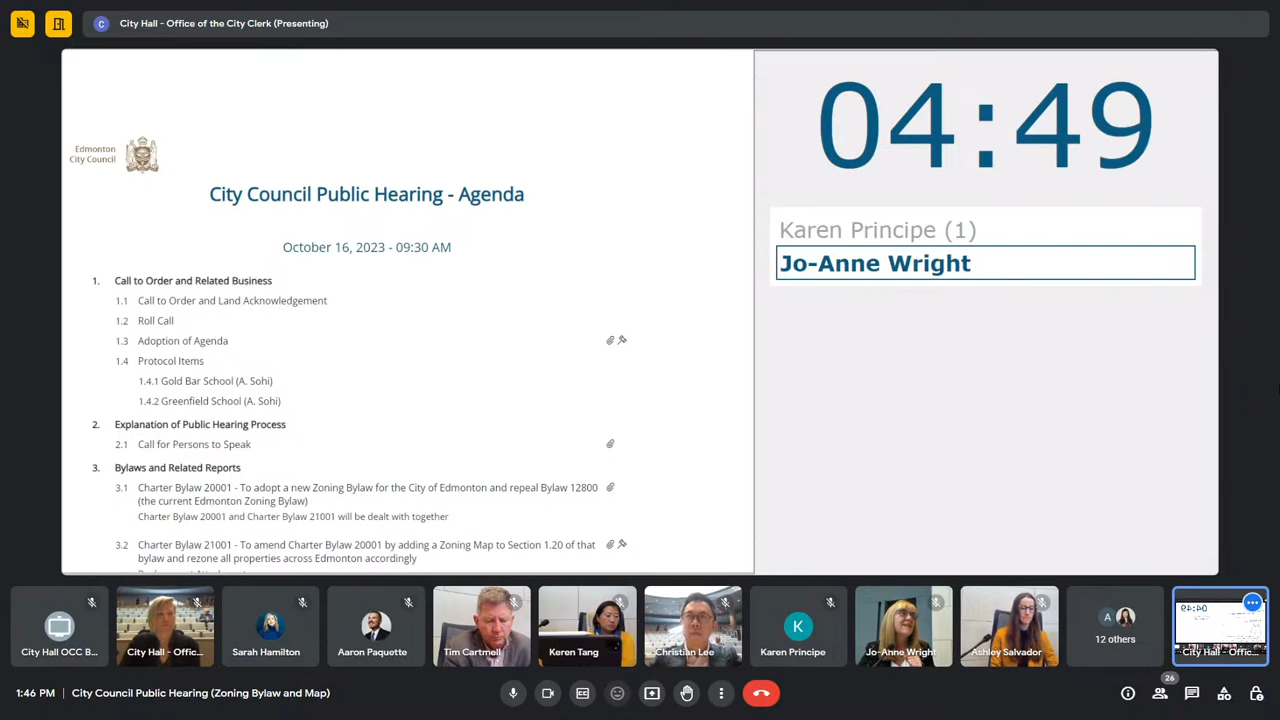 City Hall - Office of the City Clerk (Presenting)
C
Edmonton
City Council
City Council Public Hearing - Agenda
October 16, 2023 - 09:30 AM
1. Call to Order and Related Business
1.1 Call to Order and Land Acknowledgement
1.2 Roll Call
1.3 Adoption of Agenda
1.4 Protocol Items
1.4.1 Gold Bar School (A. Sohi)
1.4.2 Greenfield School (A. Sohi)
2. Explanation of Public Hearing Process
2.1 Call for Persons to Speak
3. Bylaws and Related Reports
3.1 Charter Bylaw 20001 - To adopt a new Zoning Bylaw for the City of Edmonton and repeal Bylaw 12800
(the current Edmonton Zoning Bylaw)
Charter Bylaw 20001 and Charter Bylaw 21001 will be dealt with together
3.2 Charter Bylaw 21001 - To amend Charter Bylaw 20001 by adding a Zoning Map to Section 1.20 of that
bylaw and rezone all properties across Edmonton accordingly
04:49
Karen Principe (1)
Jo-Anne Wright
City Hall OCC B...
City Hall - Offic...
Sarah Hamilton
Aaron Paquette
Tim Cartmell
Keren Tang
Christian Lee
K
Karen Principe
Jo-Anne Wright
Ashley Salvador
A
12 others
City Hall - Offic...
1:46 PM | City Council Public Hearing (Zoning Bylaw and Map)
26